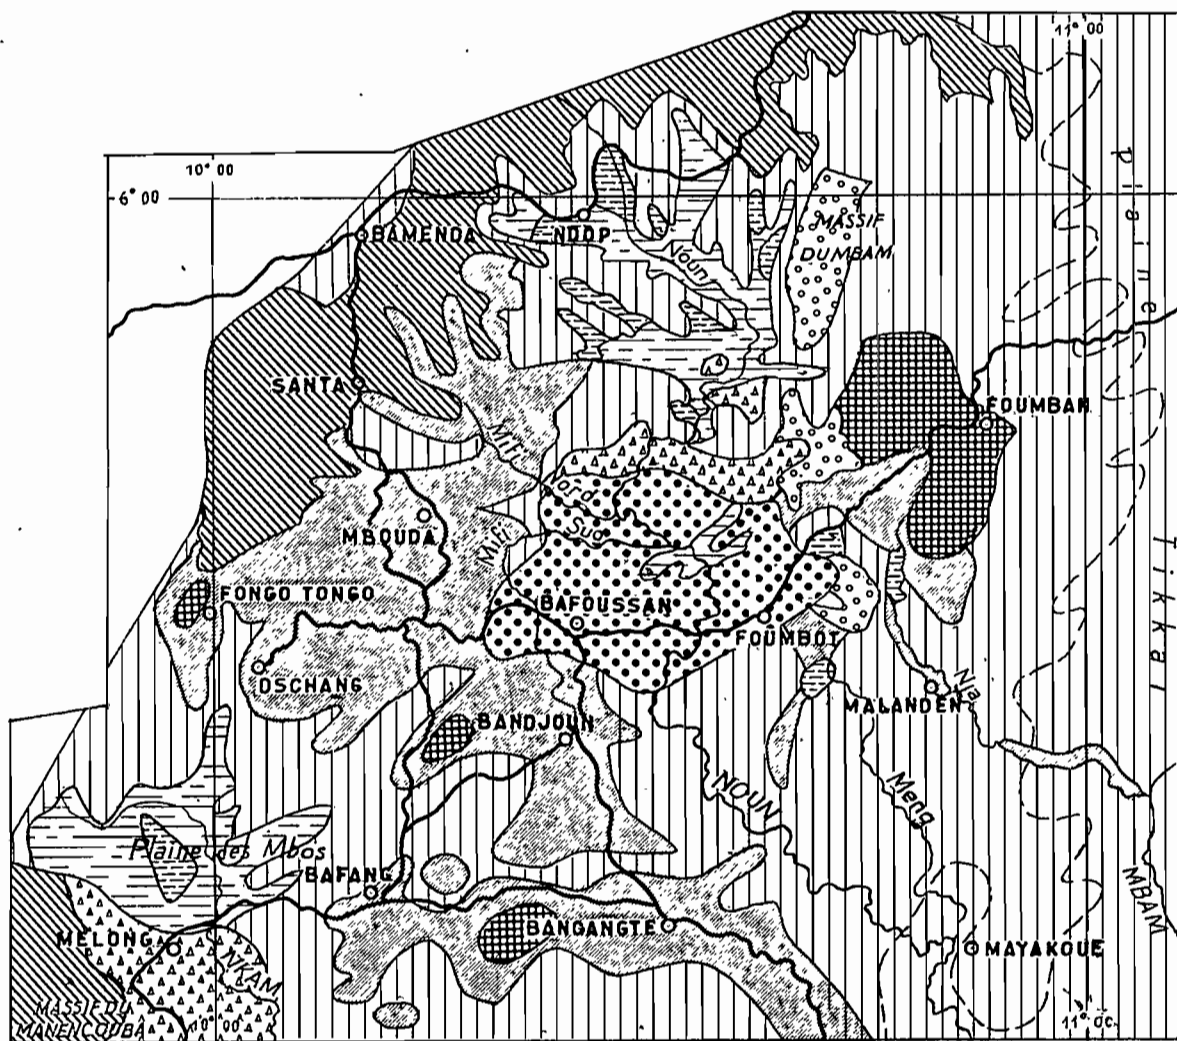 11° 00
10° 00
6° 00
plaine Tikkar
MASSIF
DU MBAM
BAMENDA
NDOP
Noun
SANTA
FOUMBAN
Mifi
Nord
MBOUDA
Mifi
Sud
FONGO TONGO
BAFOUSSAN
FOUMBOT
DSCHANG
MALANDEN
Nja
BANDJOUN
NOUN
Meng
Plaine des Mbos
BAFANG
MBAM
BANGANGTE
MELONG
NKAM
MAYAKOUE
MASSIF DU
MANENGOUBA
10° 00
11° 00